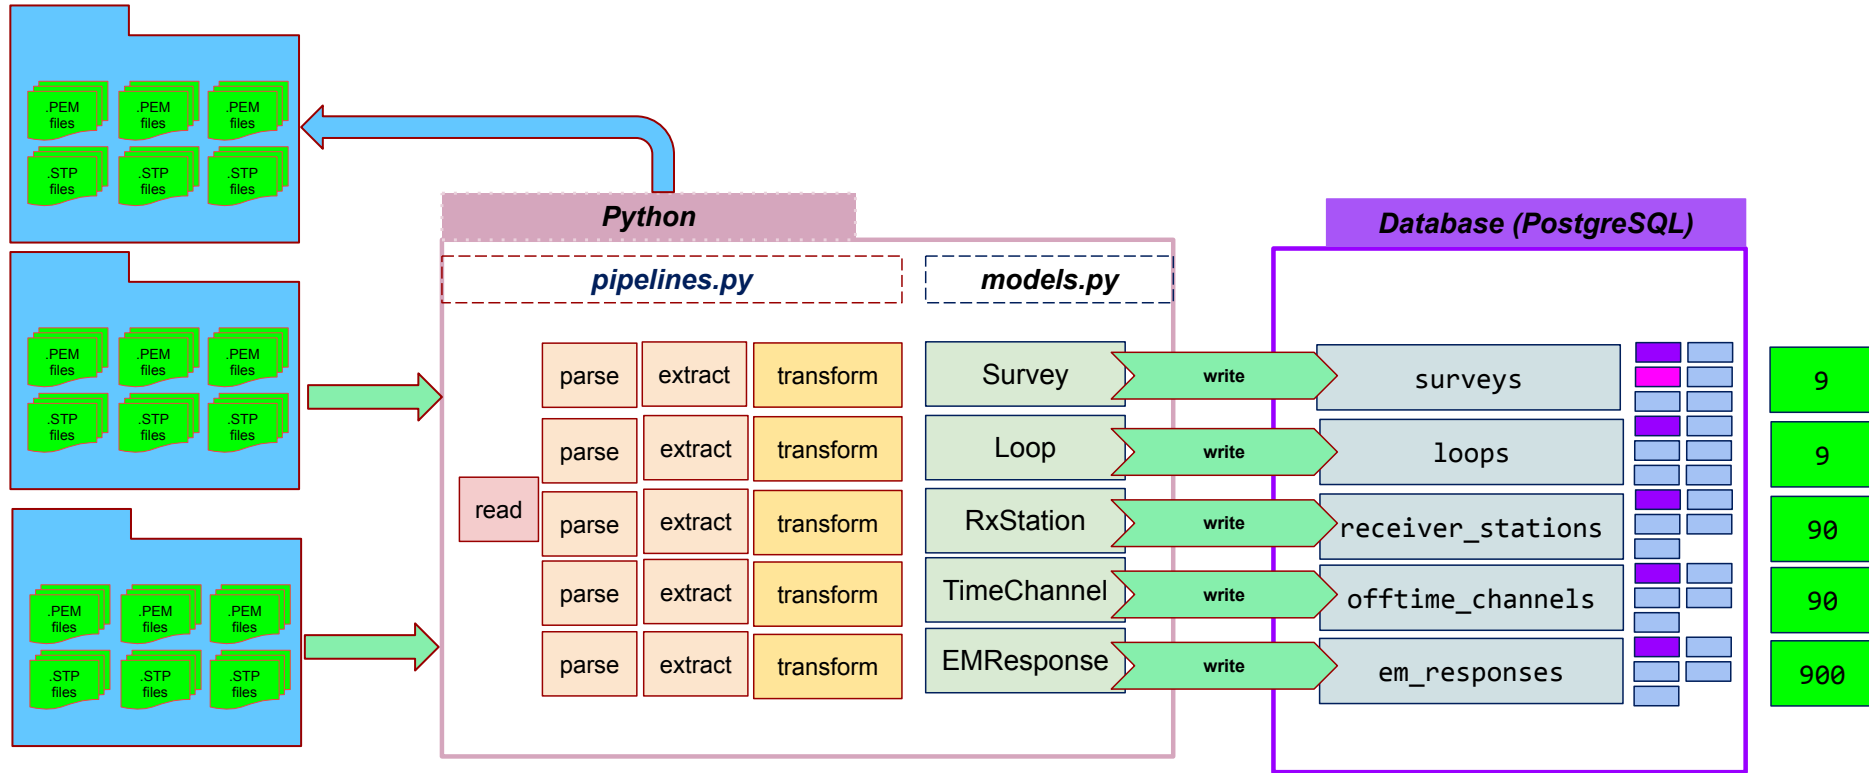 .PEM
files
.PEM
files
.PEM
files
.STP
files
.STP
files
.STP
files
.PEM
files
.PEM
files
.PEM
files
.STP
files
.STP
files
.STP
files
.PEM
files
.PEM
files
.PEM
files
.STP
files
.STP
files
.STP
files
Python
pipelines.py
models.py
read
parse
extract
transform
Survey
write
parse
extract
transform
Loop
write
parse
extract
transform
RxStation
write
parse
extract
transform
TimeChannel
write
parse
extract
transform
EMResponse
write
Database (PostgreSQL)
surveys
9
loops
9
receiver_stations
90
offtime_channels
90
em_responses
900